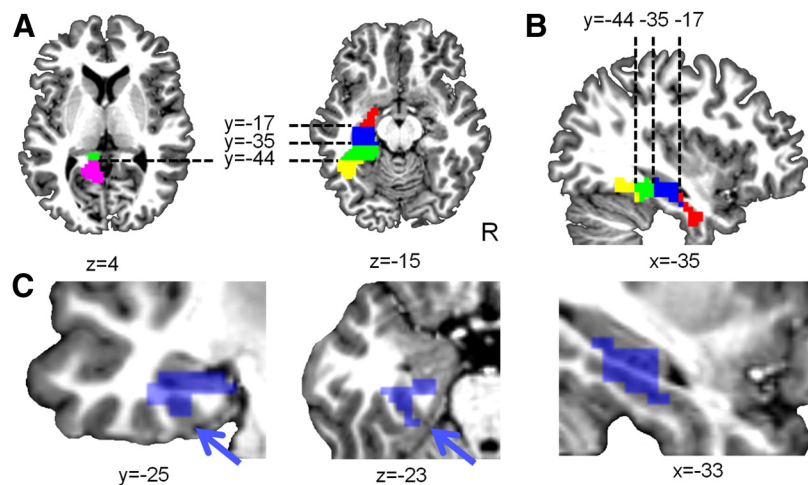 A
B
y=-44 -35 -17
y=-17
y=-35
y=-44
R
z=4
z=-15
x=-35
C
y=-25
z=-23
x=-33